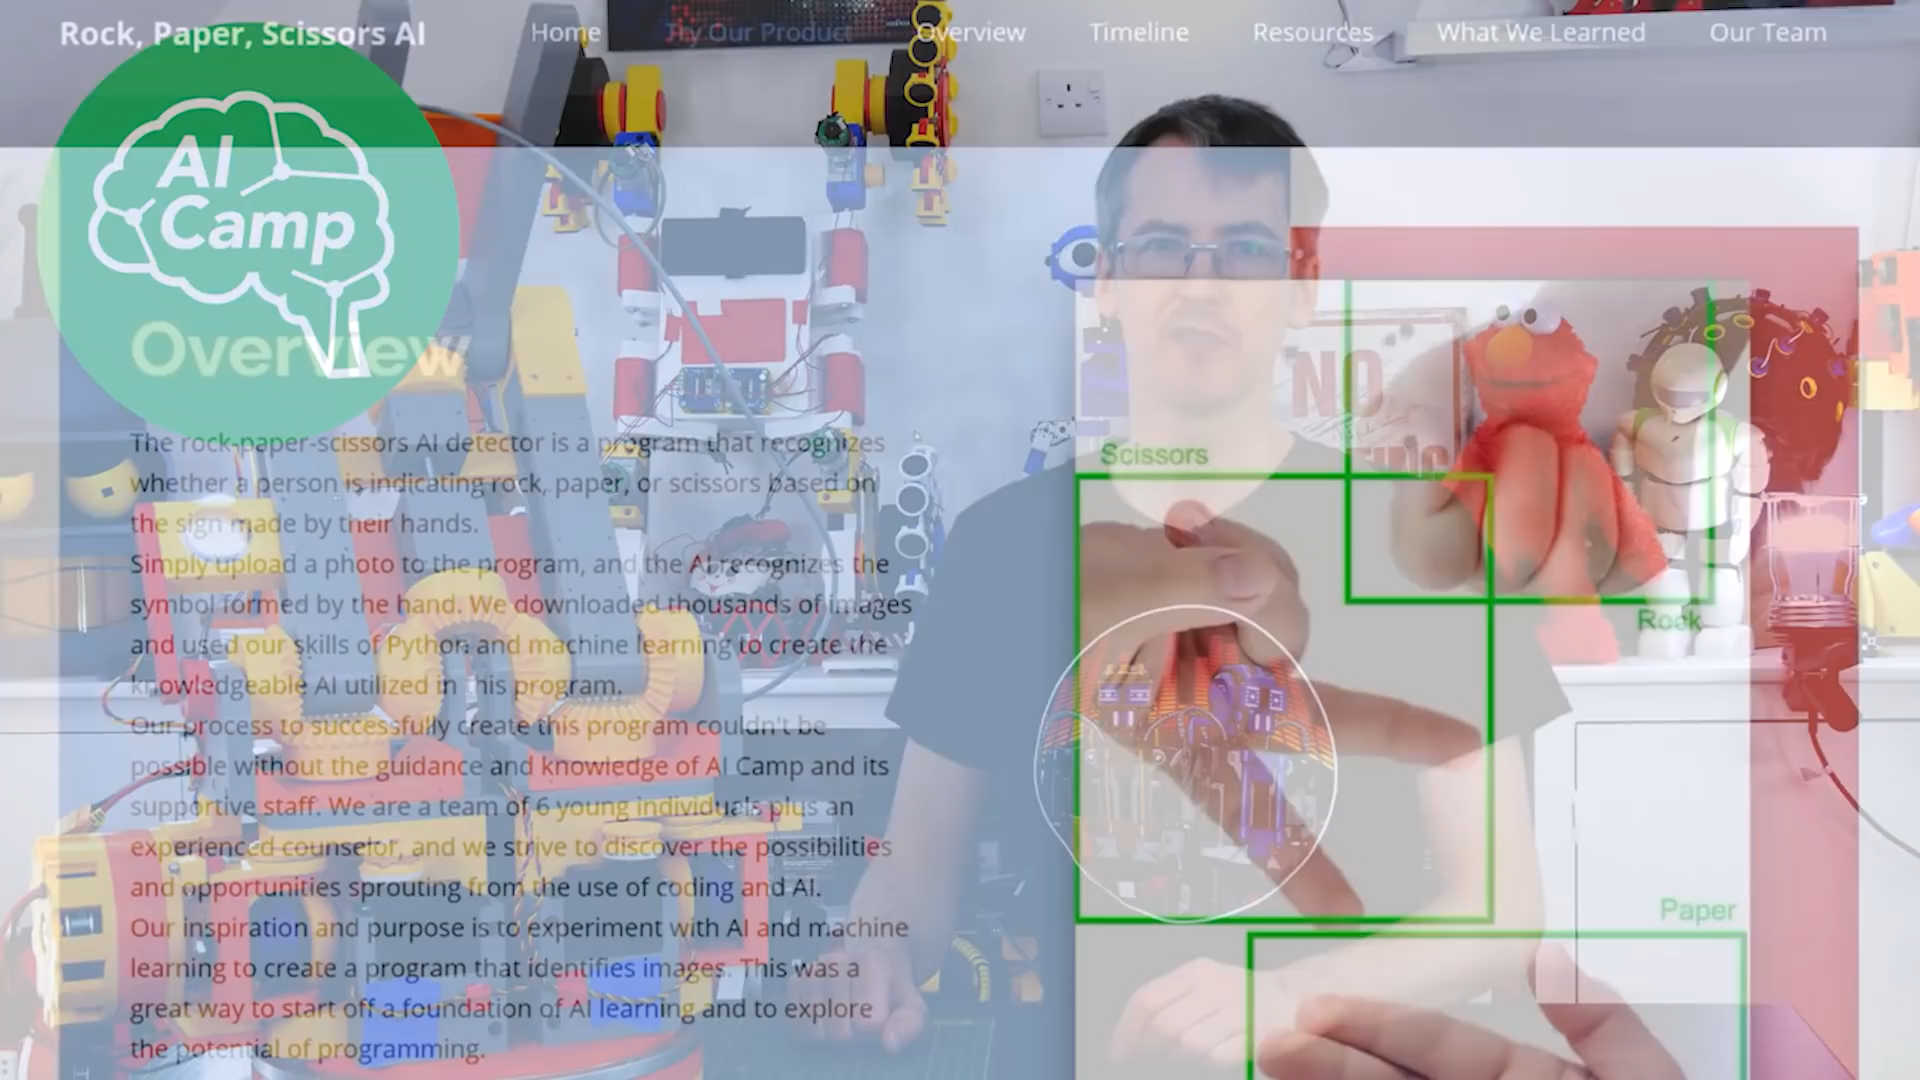 Rock, Paper, Scissors AI
Home
Try Our Product
Overview
Timeline
Resources
What We Learned
Our Team
AI
Camp
Overview
The rock-paper-scissors AI detector is a program that recognizes
whether a person is indicating rock, paper, or scissors based on
the sign made by their hands.
Simply upload a photo to the program, and the AI recognizes the
symbol formed by the hand. We downloaded thousands of images
and used our skills of Python and machine learning to create the
knowledgeable AI utilized in this program.
Our process to successfully create this program couldn't be
possible without the guidance and knowledge of AI Camp and its
supportive staff. We are a team of 6 young individuals plus an
experienced counselor, and we strive to discover the possibilities
and opportunities sprouting from the use of coding and AI.
Our inspiration and purpose is to experiment with AI and machine
learning to create a program that identifies images. This was a
great way to start off a foundation of AI learning and to explore
the potential of programming.
NO
Scissors
Rock
Paper